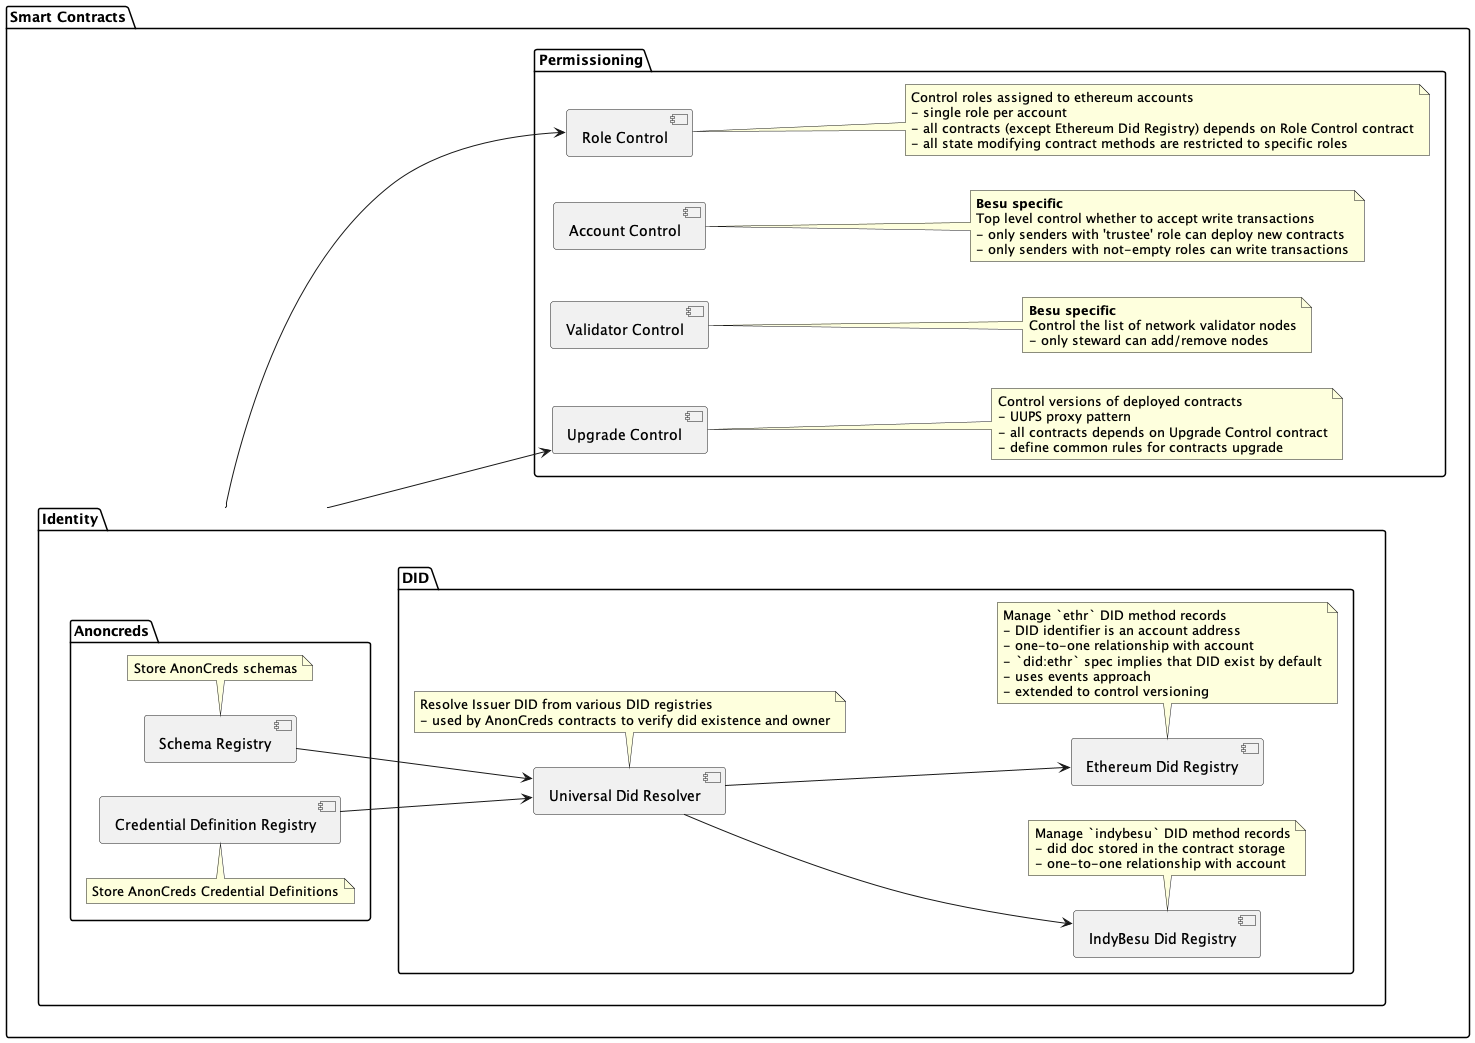 Smart Contracts
Permissioning
Role Control
Control roles assigned to ethereum accounts
- single role per account
- all contracts (except Ethereum Did Registry) depends on Role Control contract
- all state modifying contract methods are restricted to specific roles
Account Control
Besu specific
Top level control whether to accept write transactions
- only senders with 'trustee' role can deploy new contracts
- only senders with not-empty roles can write transactions
Validator Control
Besu specific
Control the list of network validator nodes
- only steward can add/remove nodes
Upgrade Control
Control versions of deployed contracts
- UUPS proxy pattern
- all contracts depends on Upgrade Control contract
- define common rules for contracts upgrade
Identity
Anoncreds
Store AnonCreds schemas
Schema Registry
Credential Definition Registry
Store AnonCreds Credential Definitions
DID
Resolve Issuer DID from various DID registries
- used by AnonCreds contracts to verify did existence and owner
Universal Did Resolver
Manage `ethr` DID method records
- DID identifier is an account address
- one-to-one relationship with account
- `did:ethr` spec implies that DID exist by default
- uses events approach
- extended to control versioning
Ethereum Did Registry
Manage `indybesu` DID method records
- did doc stored in the contract storage
- one-to-one relationship with account
IndyBesu Did Registry